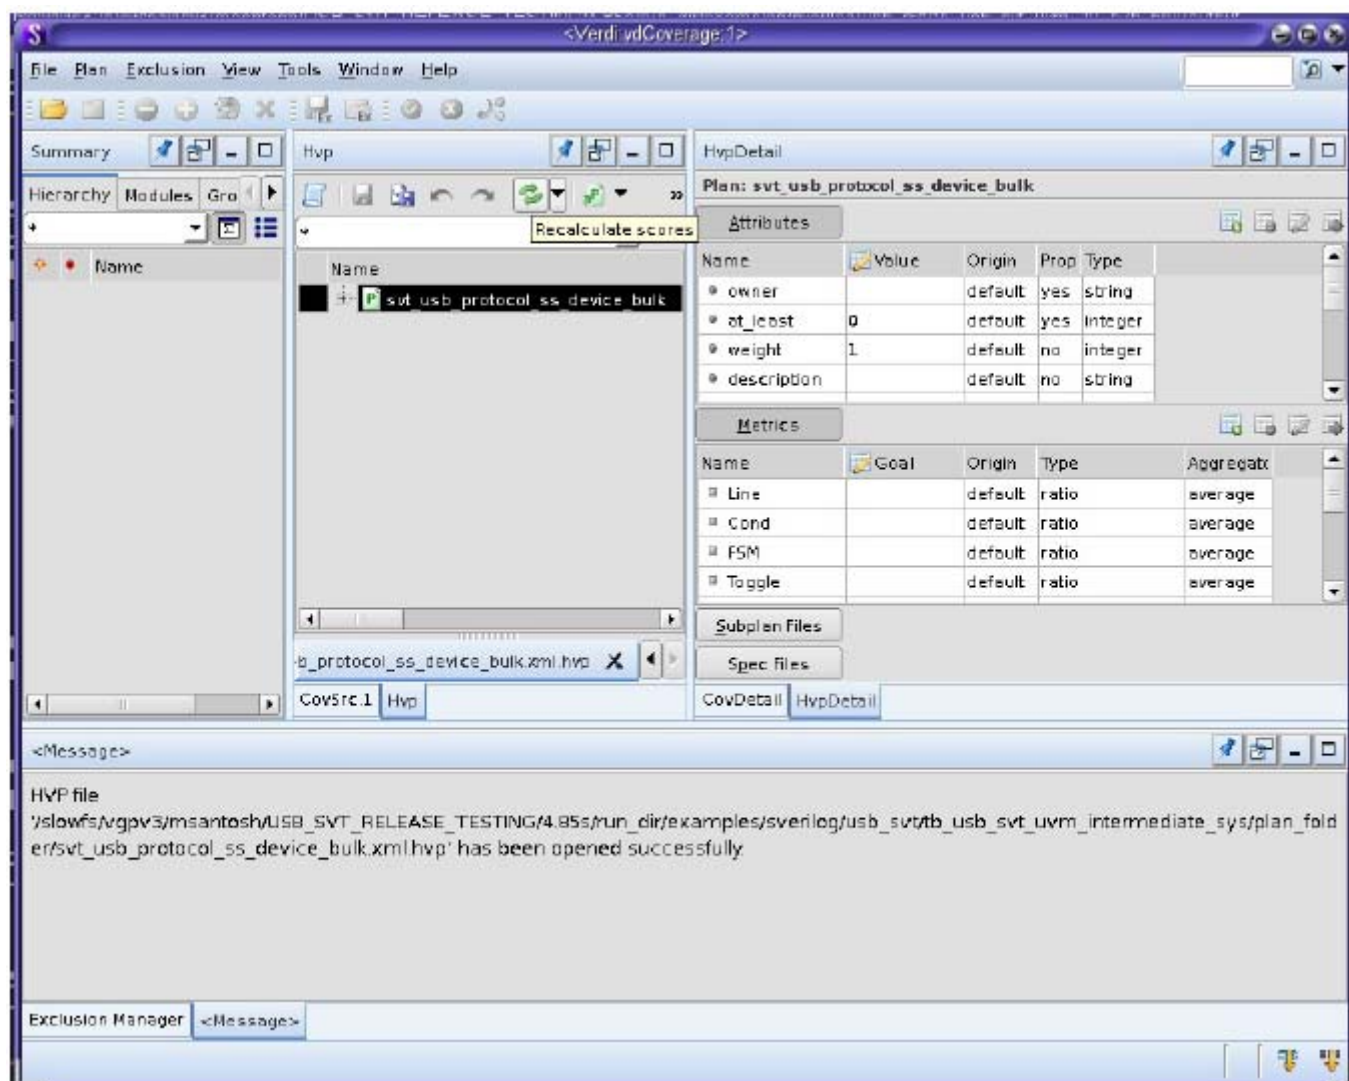 <Verdi:vdCoverage:1>
File Plan Exclusion View Tools Window Help
Summary
Hierarchy Modules Gro
*
Name
Hvp
Recalculate scores
*
Name
svt_usb_protocol_ss_device_bulk
b_protocol_ss_device_bulk.xml.hvp
CovSrc.1 Hvp
HvpDetail
Plan: svt_usb_protocol_ss_device_bulk
Attributes
Name Value Origin Prop Type
owner default yes string
at_least 0 default yes integer
weight 1 default no integer
description default no string
Metrics
Name Goal Origin Type Aggregatc
Line default ratio average
Cond default ratio average
FSM default ratio average
Toggle default ratio average
Subplan Files
Spec Files
CovDetail HvpDetail
<Message>
HVP file
'/slowfs/vgpv3/msantosh/USB_SVT_RELEASE_TESTING/4.85s/run_dir/examples/sverilog/usb_svt/tb_usb_svt_uvm_intermediate_sys/plan_fold
er/svt_usb_protocol_ss_device_bulk.xml.hvp' has been opened successfully.
Exclusion Manager <Message>